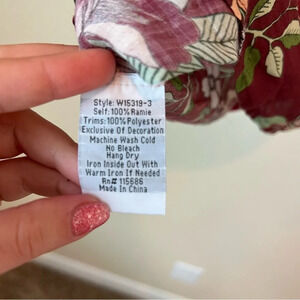 Style: W15319-3
Self: 100% Ramie
Trims: 100% Polyester
Exclusive Of Decoration
Machine Wash Cold
No Bleach
Hang Dry
Iron Inside Out With
Warm Iron If Needed
Rn# 115686
Made In China